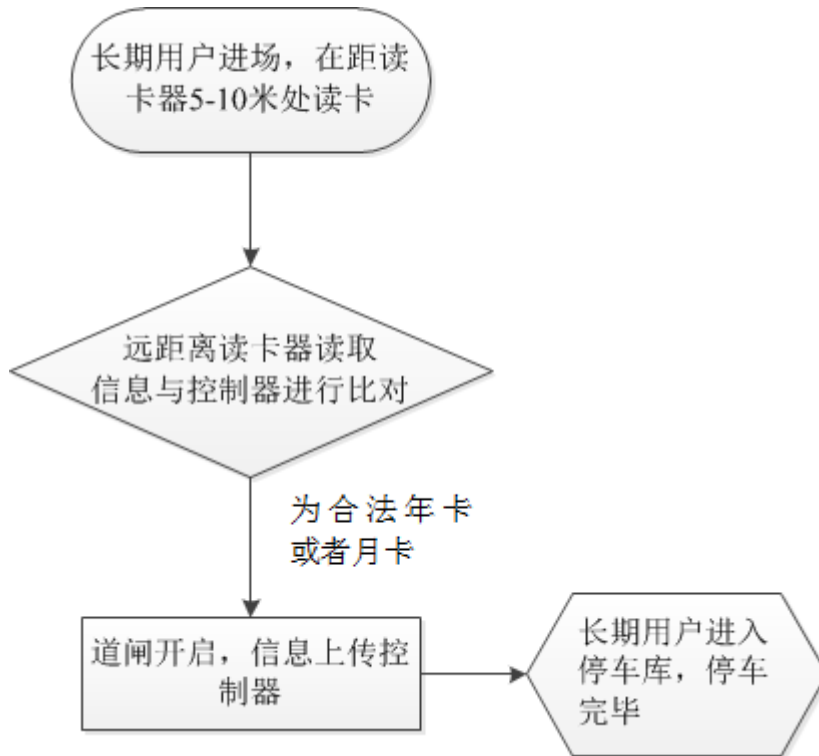 长期用户进场，在距读
卡器5-10米处读卡
远距离读卡器读取
信息与控制器进行比对
为合法年卡
或者月卡
道闸开启，信息上传控
制器
长期用户进入
停车库，停车
完毕